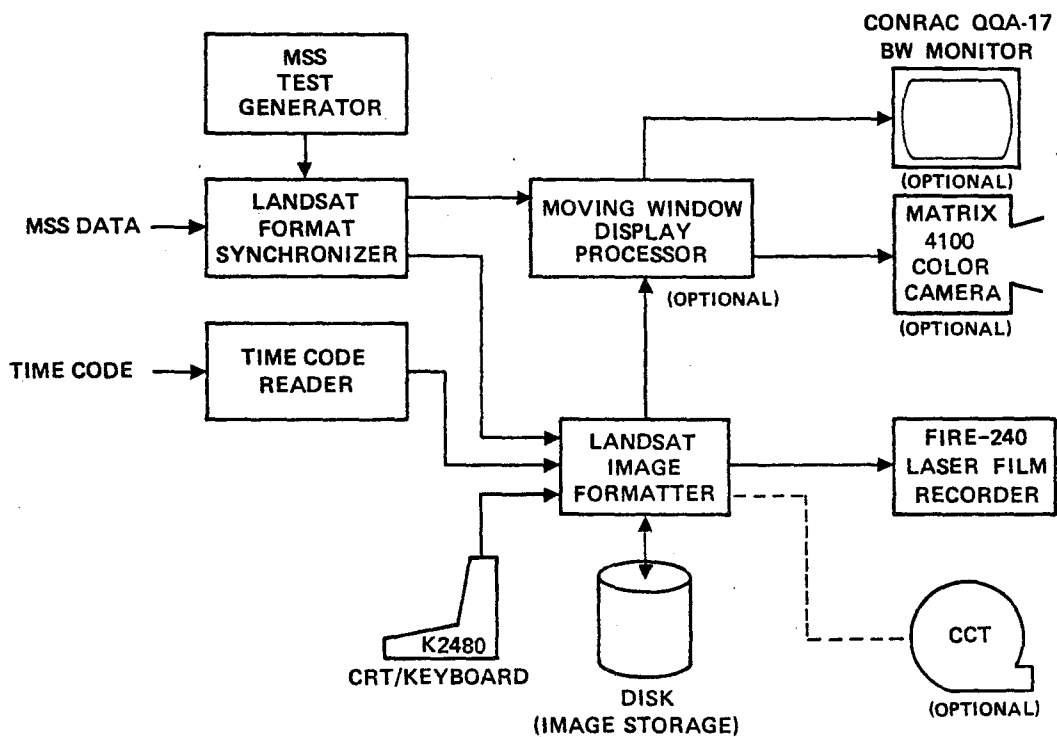 CONRAC QQA-17
BW MONITOR
(OPTIONAL)
MSS
TEST
GENERATOR
MSS DATA
LANDSAT
FORMAT
SYNCHRONIZER
MOVING WINDOW
DISPLAY
PROCESSOR
(OPTIONAL)
MATRIX
4100
COLOR
CAMERA
(OPTIONAL)
TIME CODE
TIME CODE
READER
LANDSAT
IMAGE
FORMATTER
FIRE-240
LASER FILM
RECORDER
K2480
CRT/KEYBOARD
DISK
(IMAGE STORAGE)
CCT
(OPTIONAL)